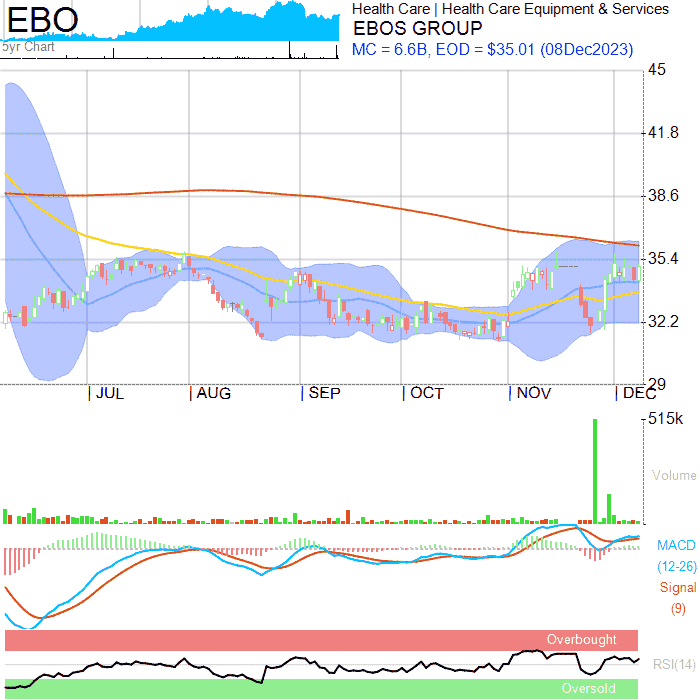 EBO
Health Care | Health Care Equipment & Services
EBOS GROUP
5yr Chart
MC = 6.6B, EOD = $35.01 (08Dec2023)
45
41.8
38.6
35.4
32.2
29
JUL
AUG
SEP
OCT
NOV
DEC
515k
Volume
MACD
(12-26)
Signal
(9)
Overbought
RSI(14)
Oversold